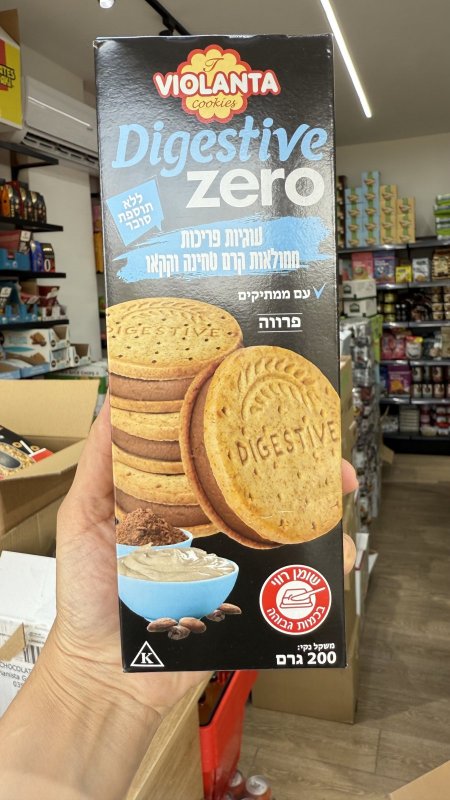 VIOLANTA
Cookies
Digestive
zero
ללא
תוספת
סוכר
עוגיות פריכות
ממולאות קרם טחינה וקקאו
✓ עם ממתיקים
פרווה
DIGESTIVE
DIGESTIVE
שומן רווי
בכמות גבוהה
K
משקל נקי:
200 גרם
CHOCOLAT